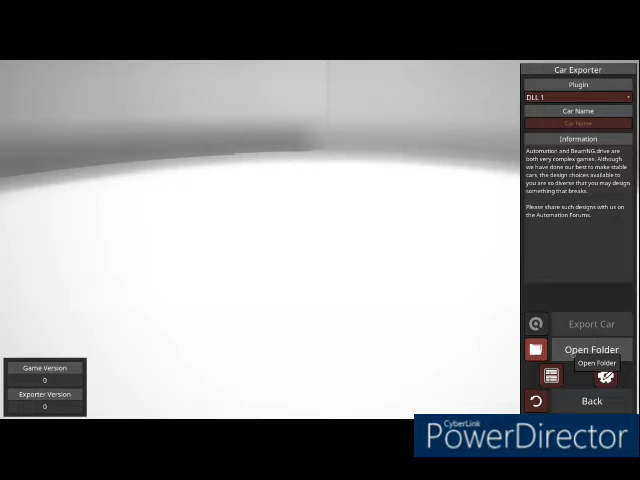 Car Exporter
Plugin
DLL 1
Car Name
Car Name
Information
Automation and BeamNG.drive are
both very complex games. Although
we have done our best to make stable
cars, the design choices available to
you are so diverse that you may design
something that breaks.
Please share such designs with us on
the Automation Forums.
Export Car
Open Folder
Open Folder
Back
Game Version
0
Exporter Version
0
CyberLink
PowerDirector